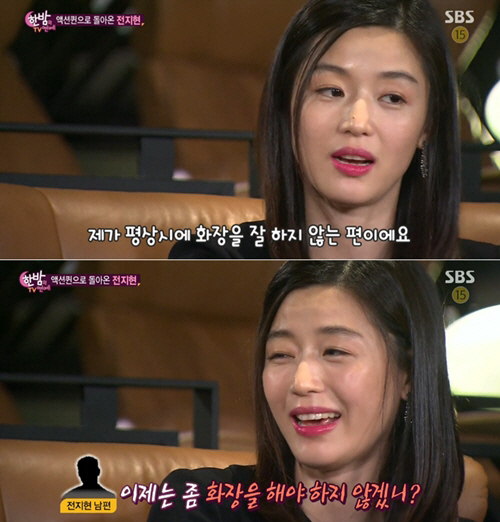 한밤의
TV연예
액션퀸으로 돌아온 전지현,
SBS
15
제가 평상시에 화장을 잘 하지 않는 편이에요
한밤의
TV연예
액션퀸으로 돌아온 전지현,
SBS
15
전지현 남편
이제는 좀 화장을 해야 하지 않겠니?